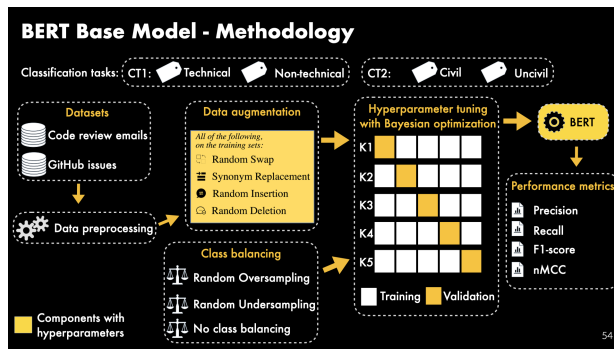 BERT Base Model - Methodology
Classification tasks:
CT1:
Technical
Non-technical
CT2:
Civil
Uncivil
Datasets
Code review emails
GitHub issues
Data preprocessing
Data augmentation
All of the following,
on the training sets:
Random Swap
Synonym Replacement
Random Insertion
Random Deletion
Class balancing
Random Oversampling
Random Undersampling
No class balancing
Hyperparameter tuning
with Bayesian optimization
K1
K2
K3
K4
K5
Training
Validation
BERT
Performance metrics
Precision
Recall
F1-score
nMCC
Components with
hyperparameters
54